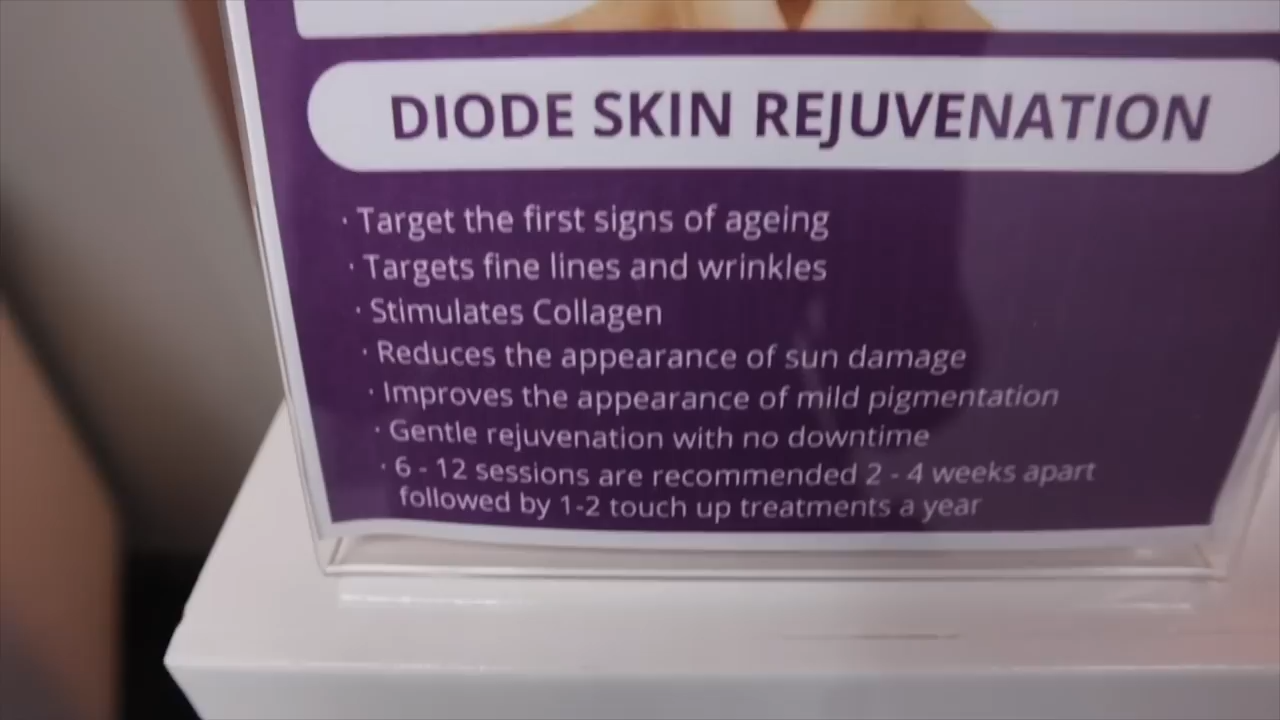 DIODE SKIN REJUVENATION
· Target the first signs of ageing
· Targets fine lines and wrinkles
· Stimulates Collagen
· Reduces the appearance of sun damage
· Improves the appearance of mild pigmentation
· Gentle rejuvenation with no downtime
· 6 - 12 sessions are recommended 2 - 4 weeks apart
followed by 1-2 touch up treatments a year